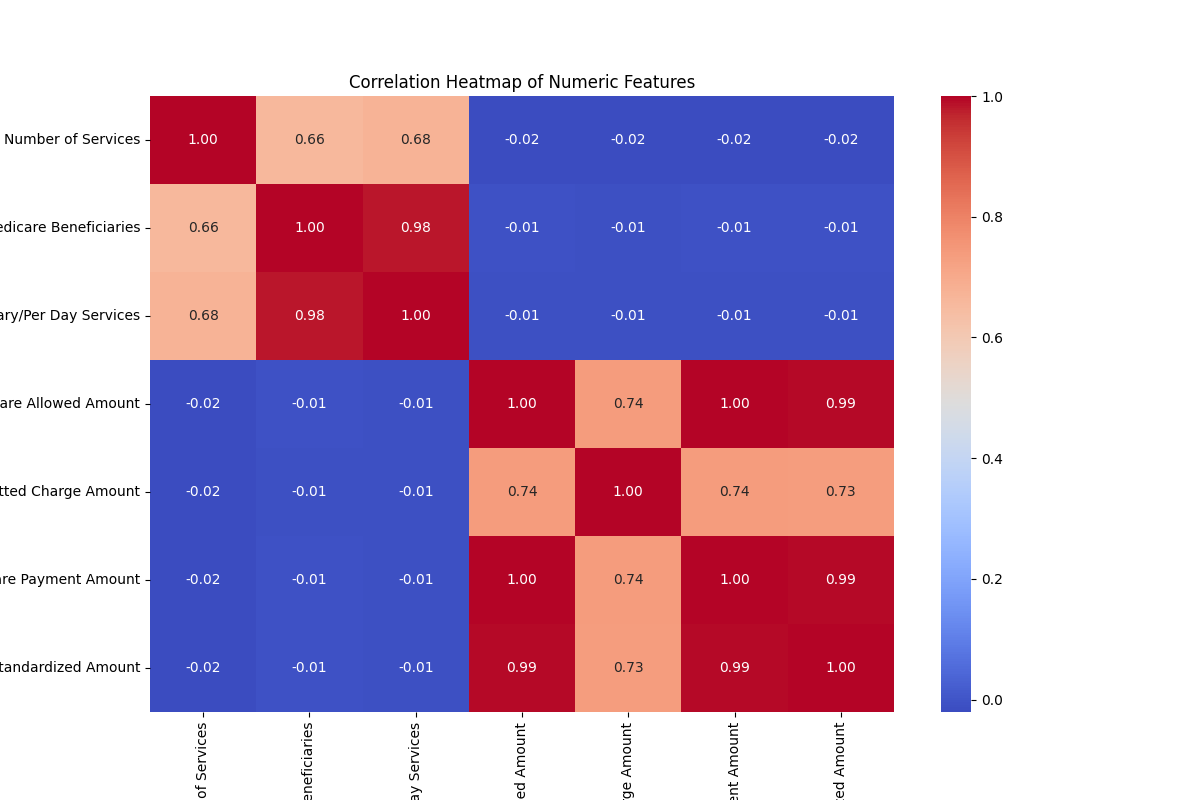 Correlation Heatmap of Numeric Features
Number of Services 1.00 0.66 0.68 -0.02 -0.02 -0.02 -0.02
edicare Beneficiaries 0.66 1.00 0.98 -0.01 -0.01 -0.01 -0.01
ary/Per Day Services 0.68 0.98 1.00 -0.01 -0.01 -0.01 -0.01
are Allowed Amount -0.02 -0.01 -0.01 1.00 0.74 1.00 0.99
tted Charge Amount -0.02 -0.01 -0.01 0.74 1.00 0.74 0.73
re Payment Amount -0.02 -0.01 -0.01 1.00 0.74 1.00 0.99
tandardized Amount -0.02 -0.01 -0.01 0.99 0.73 0.99 1.00
of Services
eneficiaries
ay Services
ed Amount
rge Amount
ent Amount
ed Amount
1.0
0.8
0.6
0.4
0.2
0.0